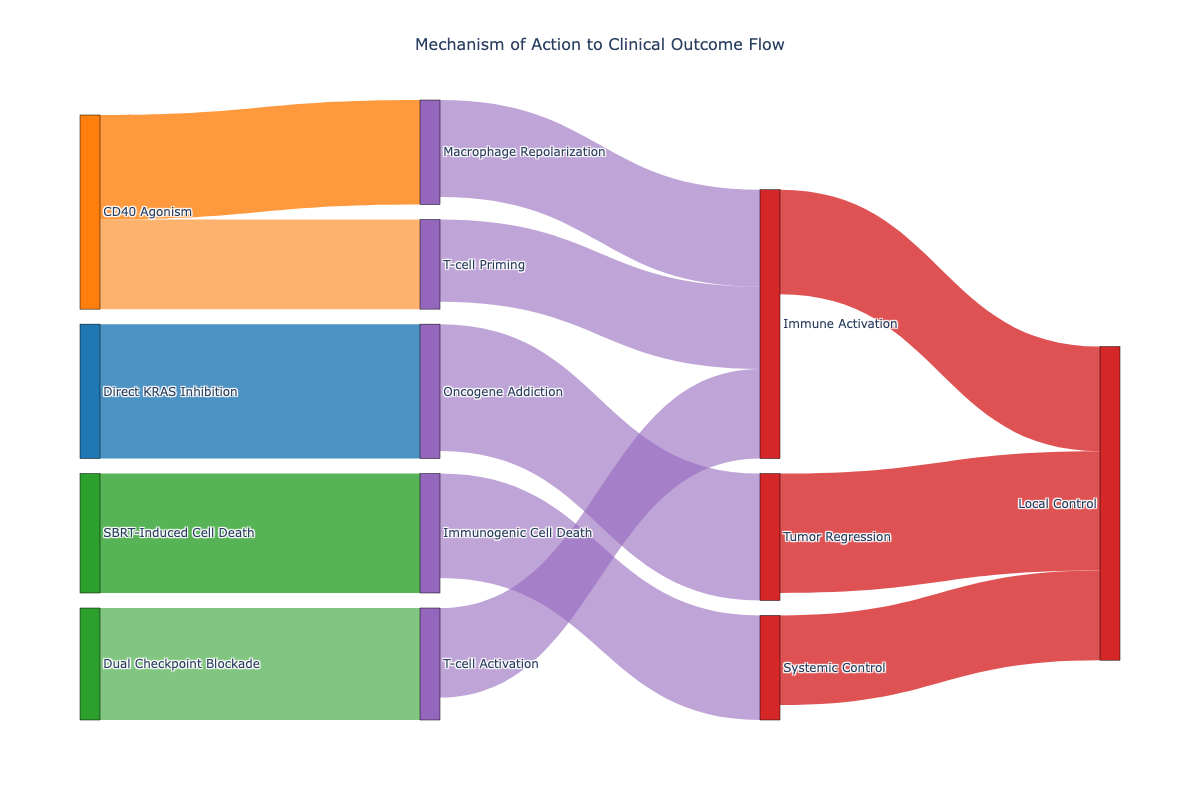 Mechanism of Action to Clinical Outcome Flow
Macrophage Repolarization
CD40 Agonism
T-cell Priming
Immune Activation
Direct KRAS Inhibition
Oncogene Addiction
Local Control
SBRT-Induced Cell Death
Immunogenic Cell Death
Tumor Regression
Dual Checkpoint Blockade
T-cell Activation
Systemic Control